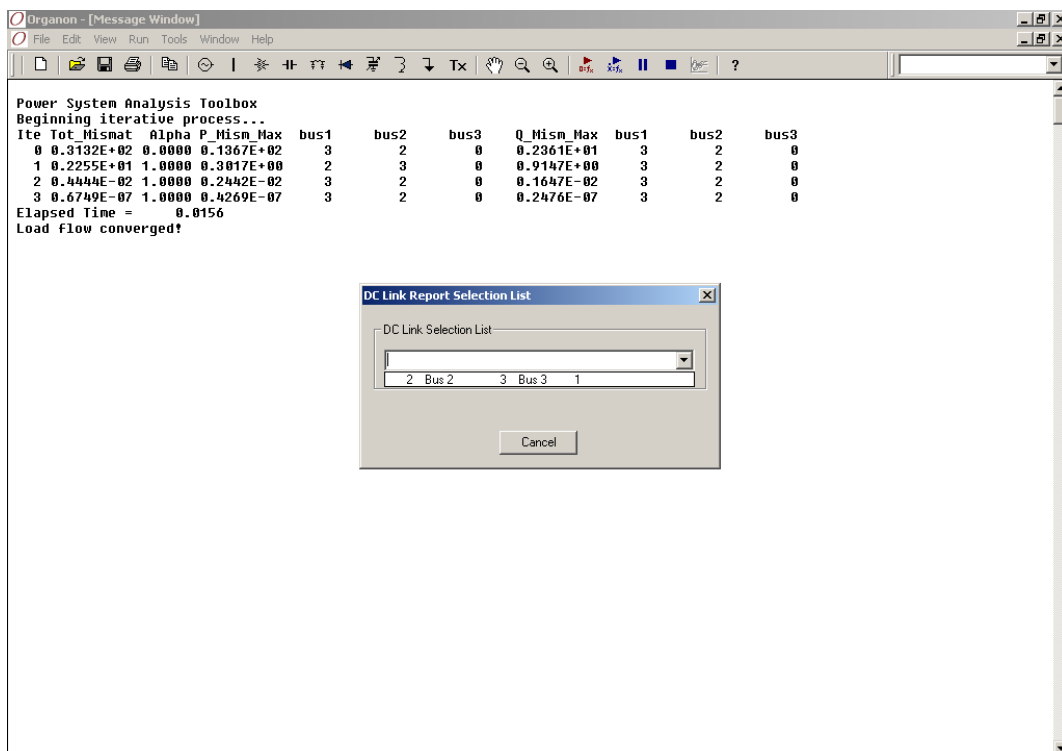 Organon - [Message Window]
File Edit View Run Tools Window Help
Tx ?
Power System Analysis Toolbox
Beginning iterative process...
Ite Tot_Mismat Alpha P_Mism_Max bus1 bus2 bus3 Q_Mism_Max bus1 bus2 bus3
0 0.3132E+02 0.0000 0.1367E+02 3 2 0 0.2361E+01 3 2 0
1 0.2255E+01 1.0000 0.3017E+00 2 3 0 0.9147E+00 3 2 0
2 0.4444E-02 1.0000 0.2442E-02 3 2 0 0.1647E-02 3 2 0
3 0.6749E-07 1.0000 0.4269E-07 3 2 0 0.2476E-07 3 2 0
Elapsed Time = 0.0156
Load flow converged!
DC Link Report Selection List
DC Link Selection List
2 Bus 2 3 Bus 3 1
Cancel